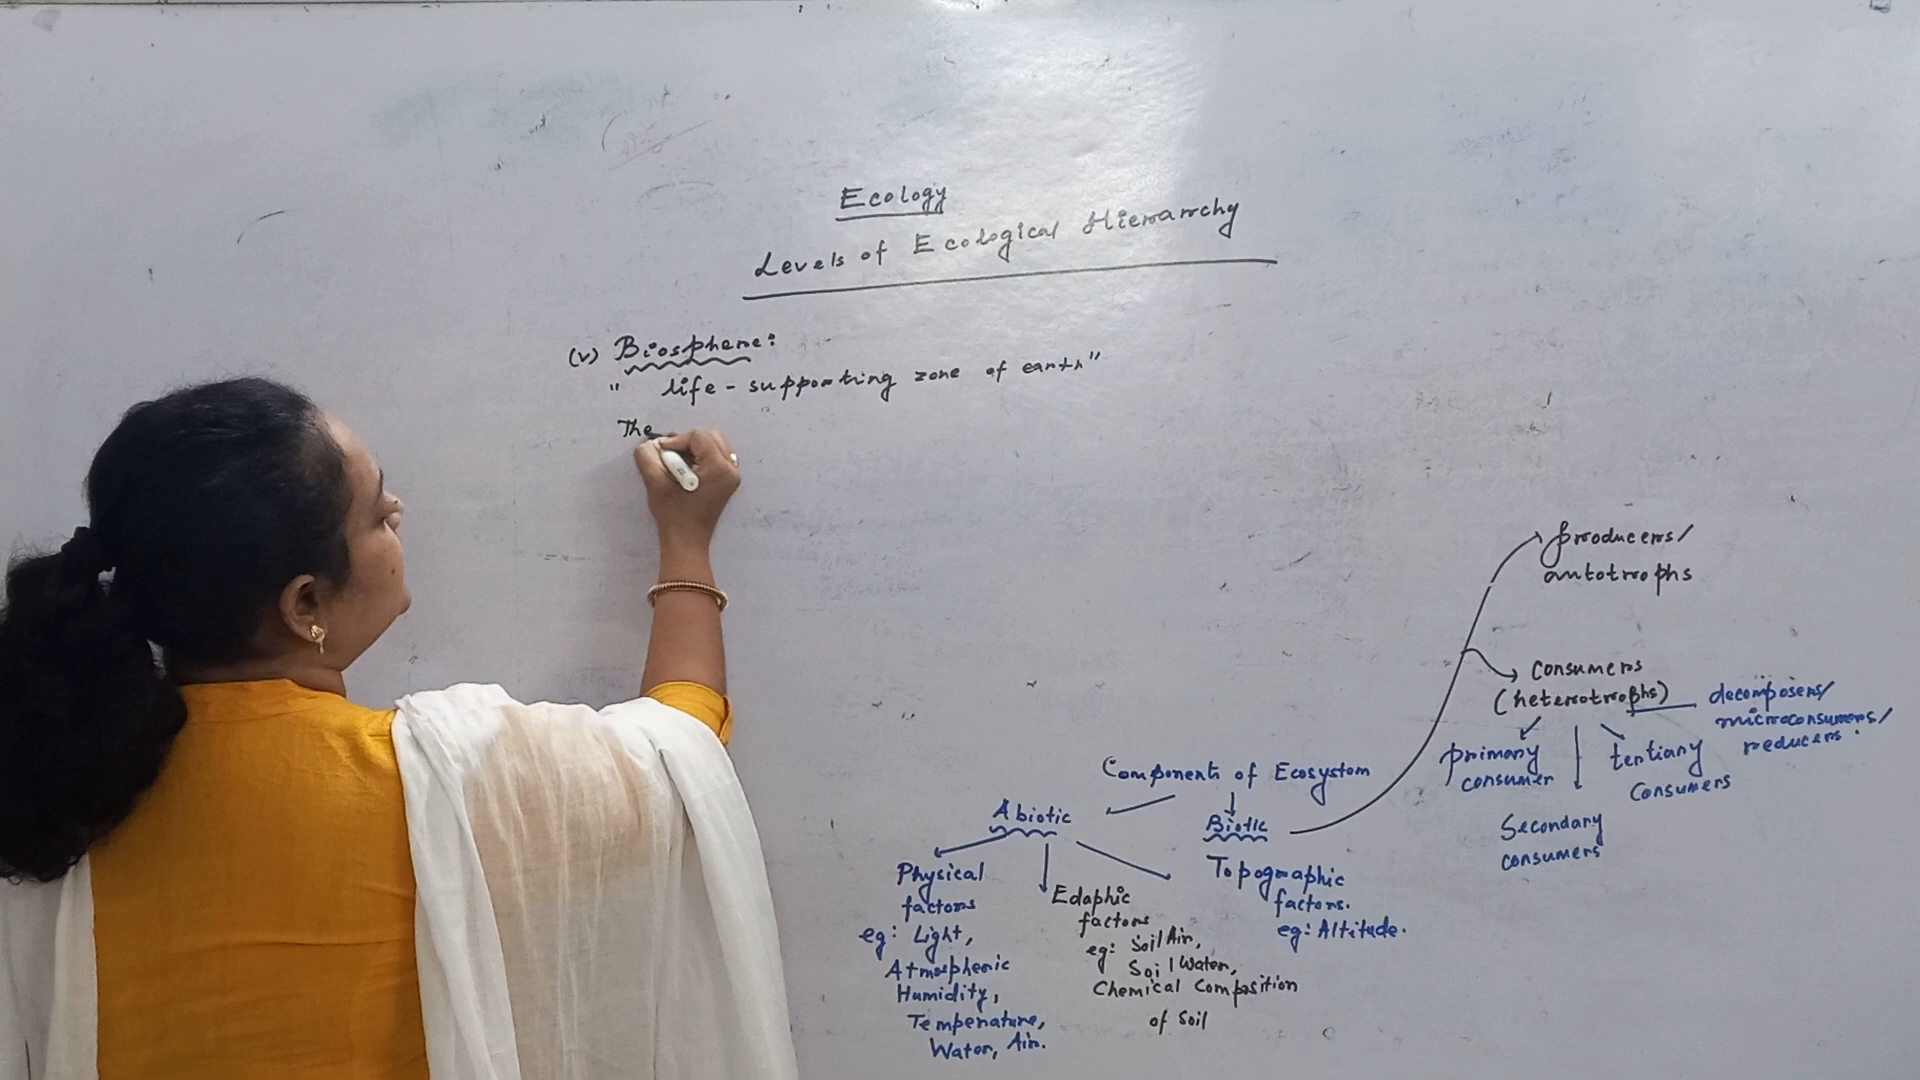 Ecology
Levels of Ecological Hierarchy
(v) Biosphere:
" life-supporting zone of earth"
The
Components of Ecosystem
Abiotic
Biotic
Physical
factors
eg: Light,
Atmospheric
Humidity,
Temperature,
Water, Air.
Edaphic
factors
eg: Soil Air,
Soil Water,
Chemical Composition
of Soil
Topographic
factors.
eg: Altitude.
producers/
autotrophs
consumers
(heterotrophs)
decomposers/
microconsumers/
reducers.
primary
consumer
Secondary
consumers
tertiary
consumers